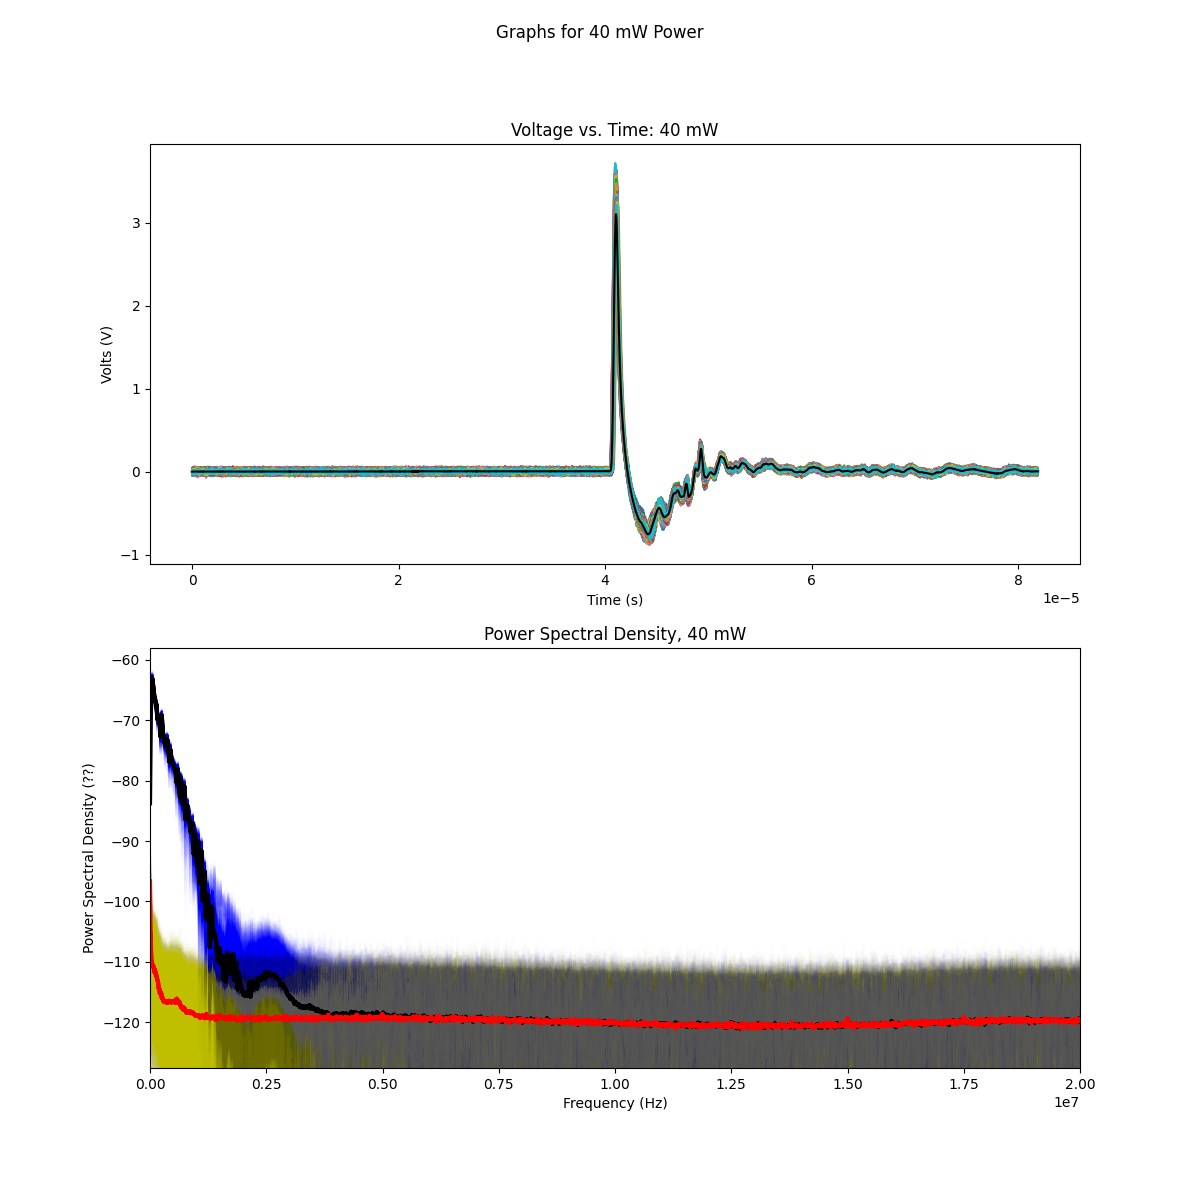 Graphs for 40 mW Power
Voltage vs. Time: 40 mW
Volts (V)
3
2
1
0
−1
0 2 4 6 8
1e−5
Time (s)
Power Spectral Density, 40 mW
Power Spectral Density (??)
−60
−70
−80
−90
−100
−110
−120
0.00 0.25 0.50 0.75 1.00 1.25 1.50 1.75 2.00
1e7
Frequency (Hz)